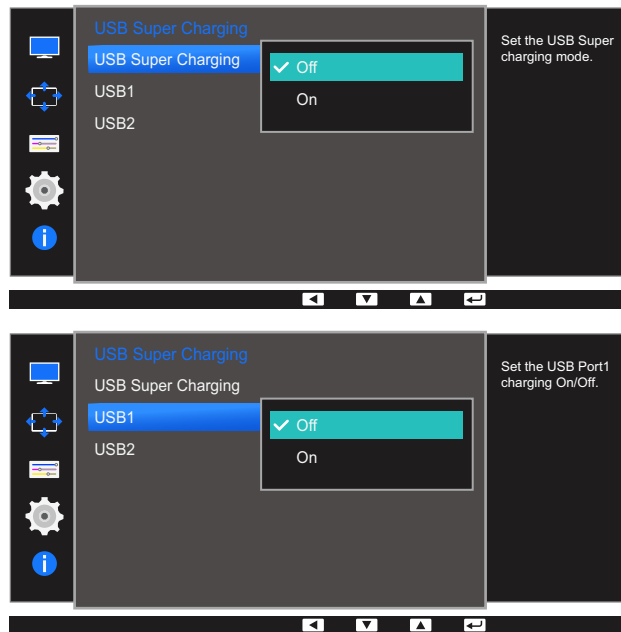 USB Super Charging
USB Super Charging
Off
Set the USB Super
charging mode.
USB1
On
USB2
USB Super Charging
USB Super Charging
Set the USB Port1
charging On/Off.
USB1
Off
USB2
On